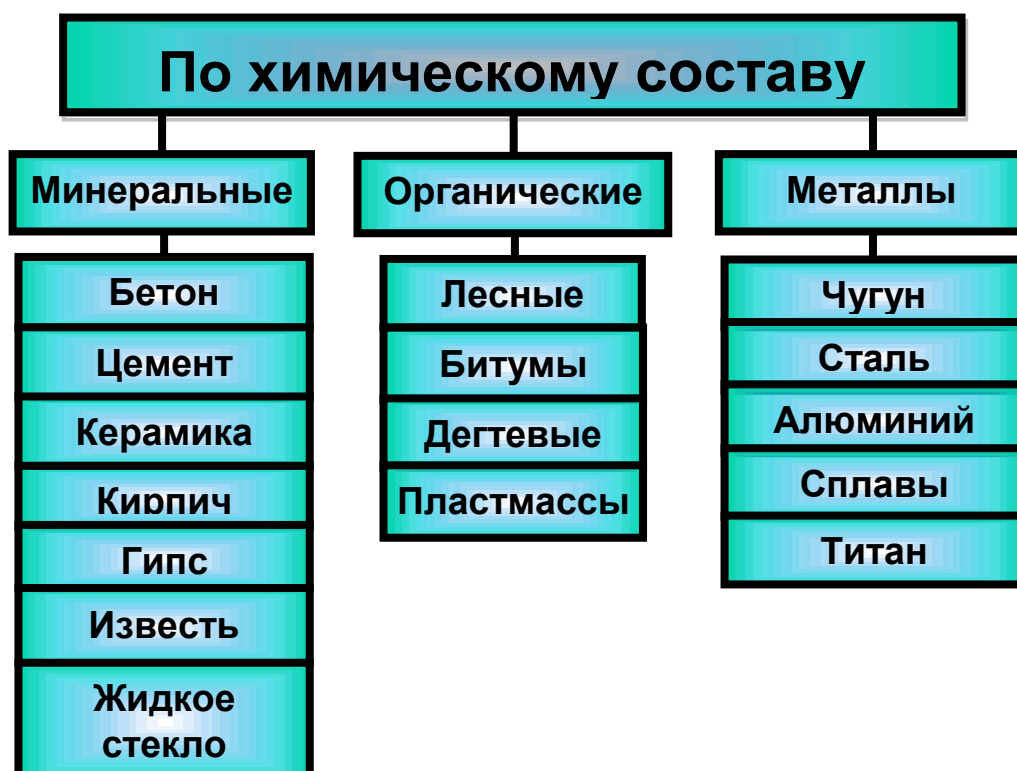 По химическому составу
Минеральные
Бетон
Цемент
Керамика
Кирпич
Гипс
Известь
Жидкое
стекло
Органические
Лесные
Битумы
Дегтевые
Пластмассы
Металлы
Чугун
Сталь
Алюминий
Сплавы
Титан